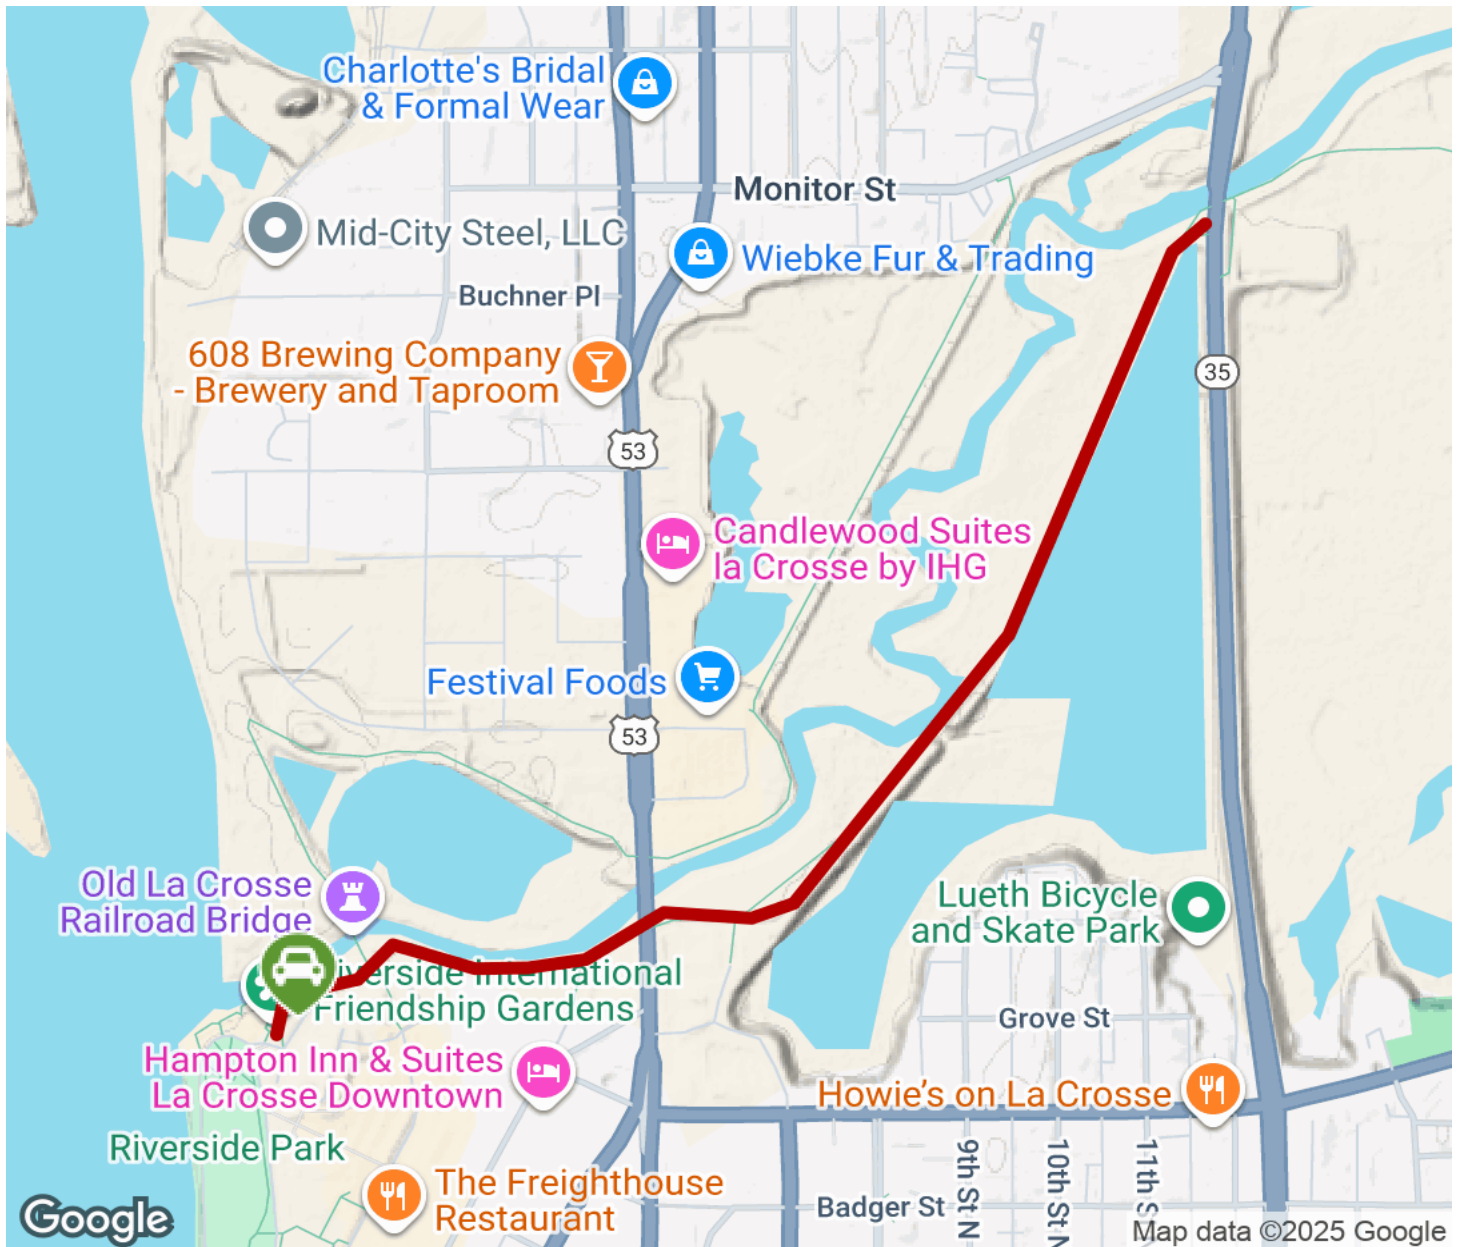 Charlotte's Bridal
& Formal Wear
Monitor St
Mid-City Steel, LLC
Wiebke Fur & Trading
Buchner Pl
608 Brewing Company
- Brewery and Taproom
35
53
Candlewood Suites
la Crosse by IHG
Festival Foods
53
Old La Crosse
Railroad Bridge
Lueth Bicycle
and Skate Park
iverside International
Friendship Gardens
Grove St
Hampton Inn & Suites
La Crosse Downtown
Howie's on La Crosse
Riverside Park
9th St N
10th St N
11th S
The Freighthouse
Restaurant
Badger St
Google
Map data ©2025 Google